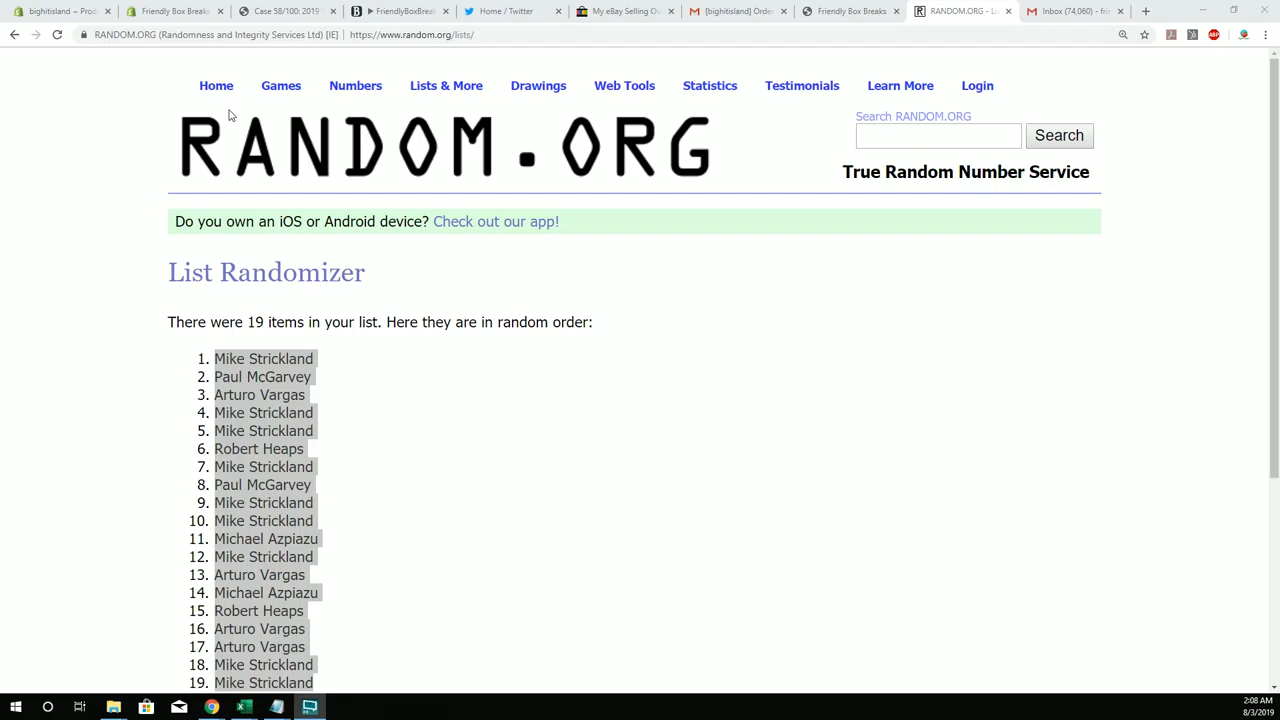 bighitisland ~ Prod
Friendly Box Breaks
Case 58/100: 2019
FriendlyBoxBreak
Home / Twitter
My eBay Selling Ov
[bighitisland] Orde
Friendly Box Breaks
RANDOM.ORG - Li
Inbox (74,060) - frie
RANDOM.ORG (Randomness and Integrity Services Ltd) [IE] | https://www.random.org/lists/
Home Games Numbers Lists & More Drawings Web Tools Statistics Testimonials Learn More Login
RANDOM.ORG
Search RANDOM.ORG
Search
True Random Number Service
Do you own an iOS or Android device? Check out our app!
List Randomizer
There were 19 items in your list. Here they are in random order:
1. Mike Strickland
2. Paul McGarvey
3. Arturo Vargas
4. Mike Strickland
5. Mike Strickland
6. Robert Heaps
7. Mike Strickland
8. Paul McGarvey
9. Mike Strickland
10. Mike Strickland
11. Michael Azpiazu
12. Mike Strickland
13. Arturo Vargas
14. Michael Azpiazu
15. Robert Heaps
16. Arturo Vargas
17. Arturo Vargas
18. Mike Strickland
19. Mike Strickland
2:08 AM
8/3/2019